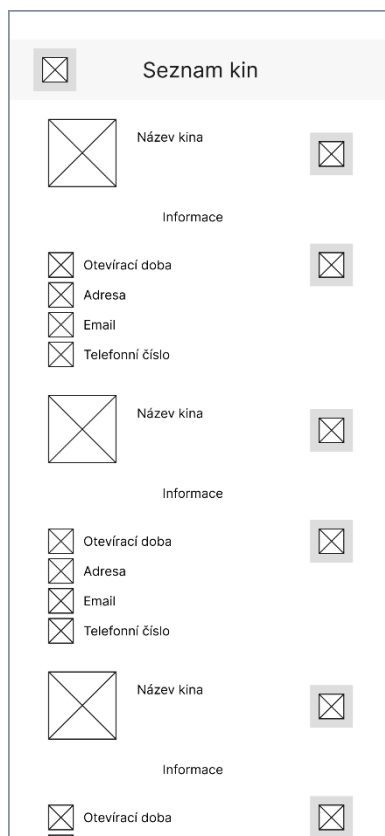 Seznam kin
Název kina
Informace
Otevírací doba
Adresa
Email
Telefonní číslo
Název kina
Informace
Otevírací doba
Adresa
Email
Telefonní číslo
Název kina
Informace
Otevírací doba